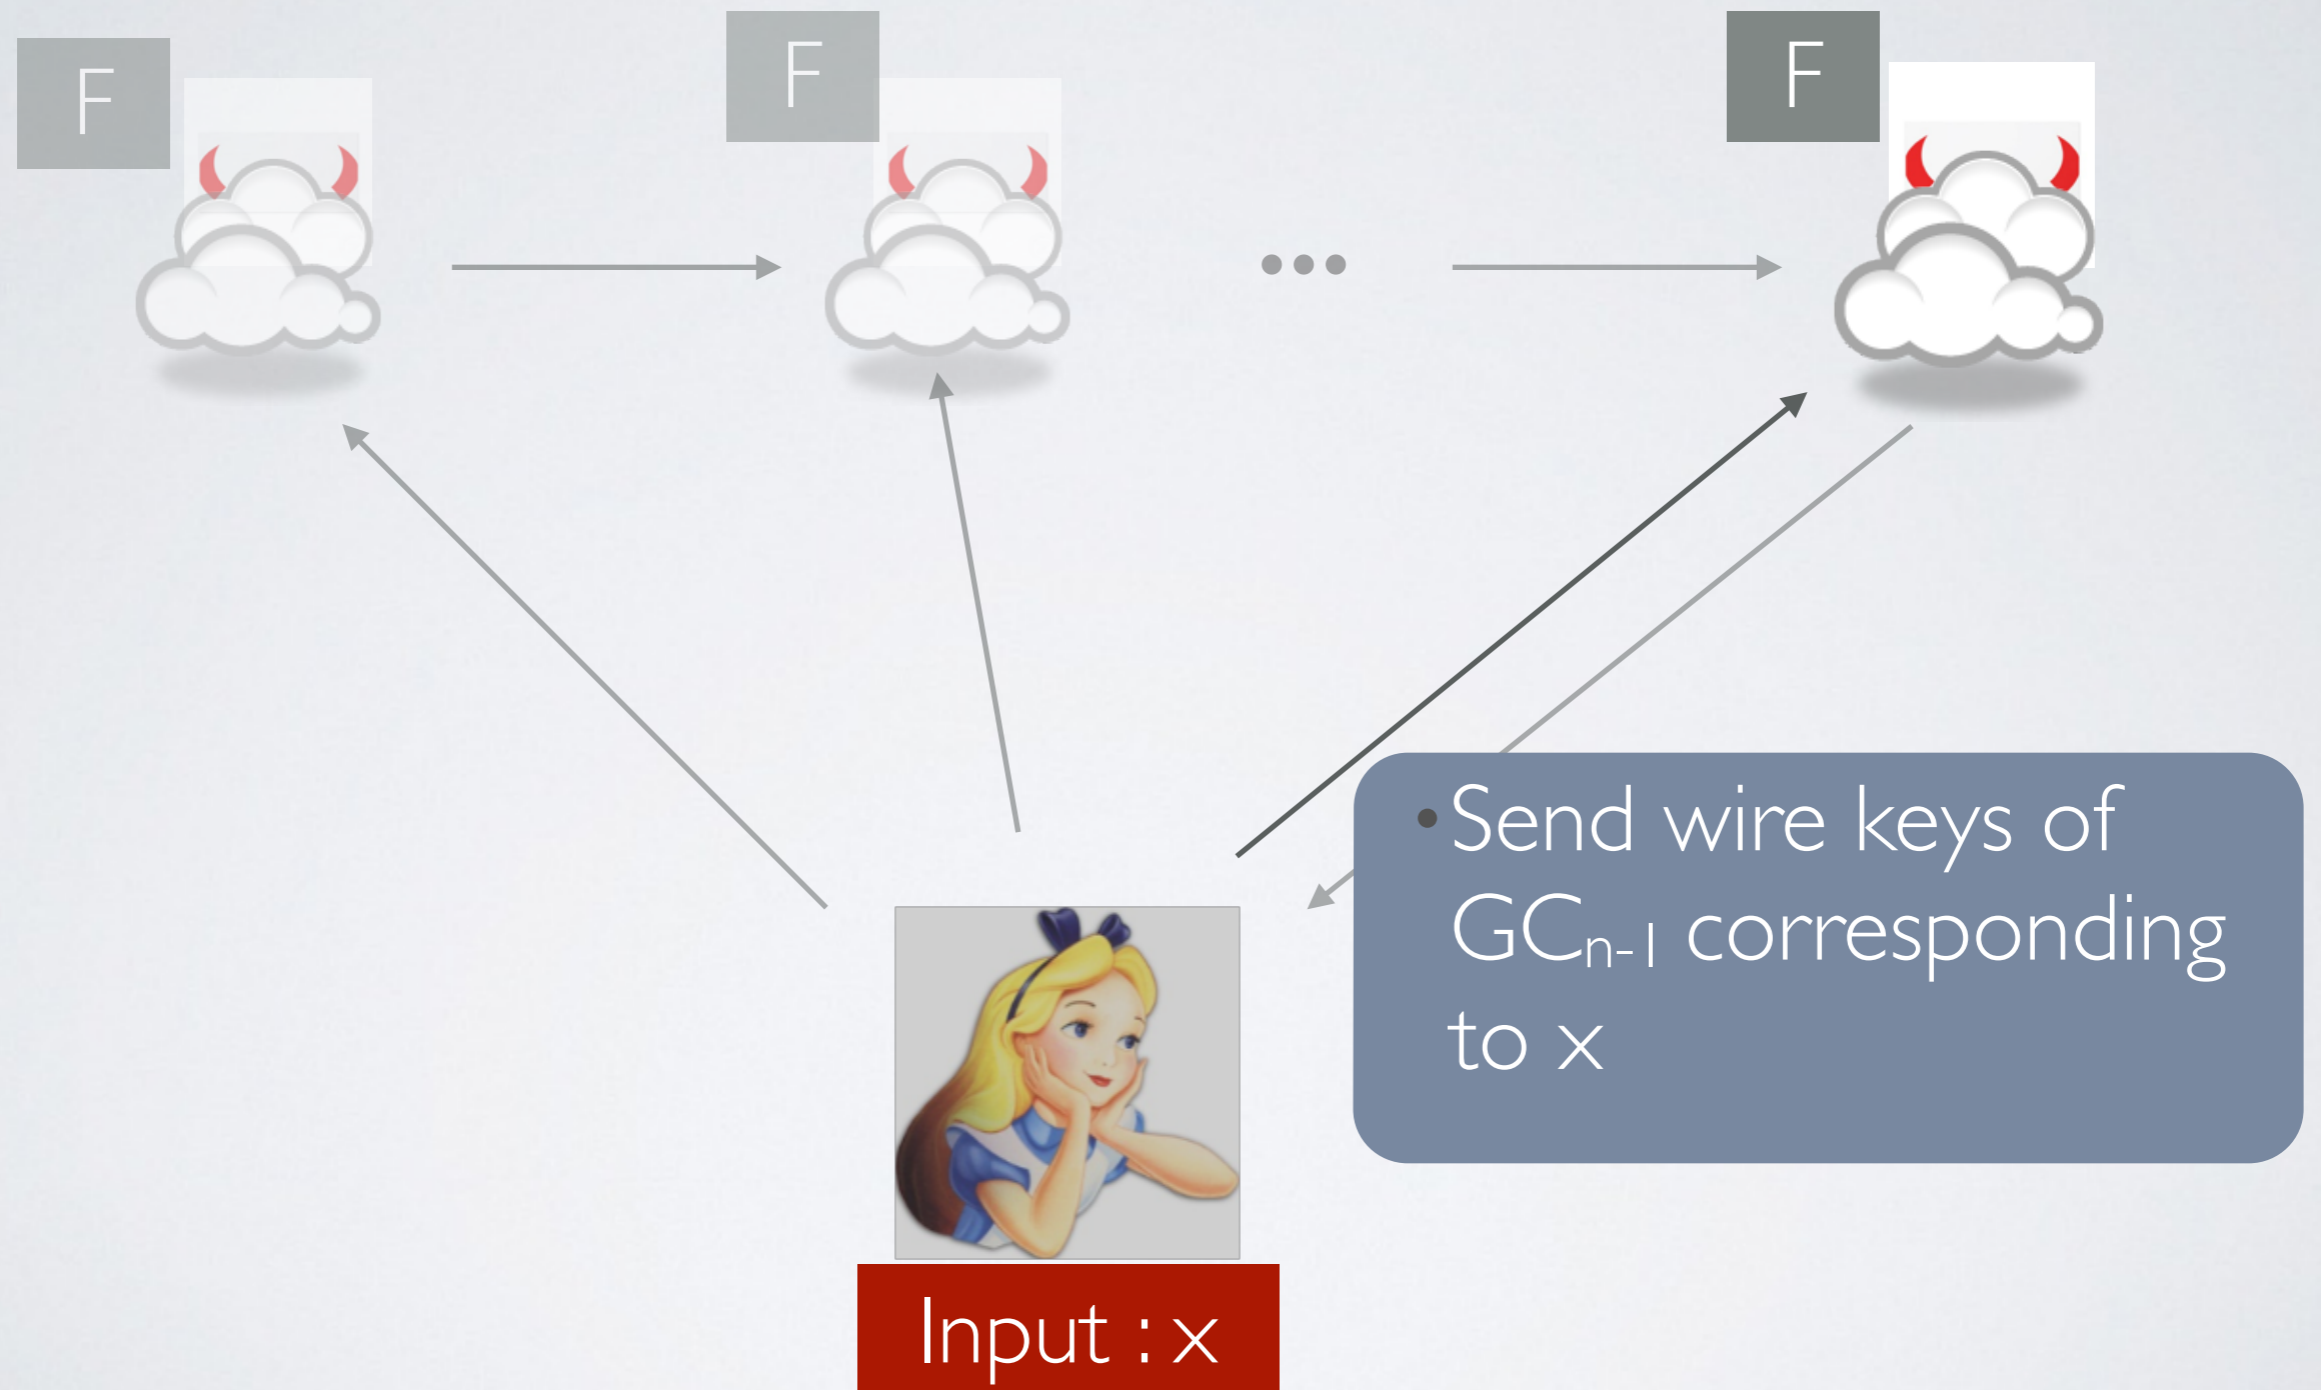 F
F
F
•Send wire keys of
GCn-1 corresponding
to x
Input : x